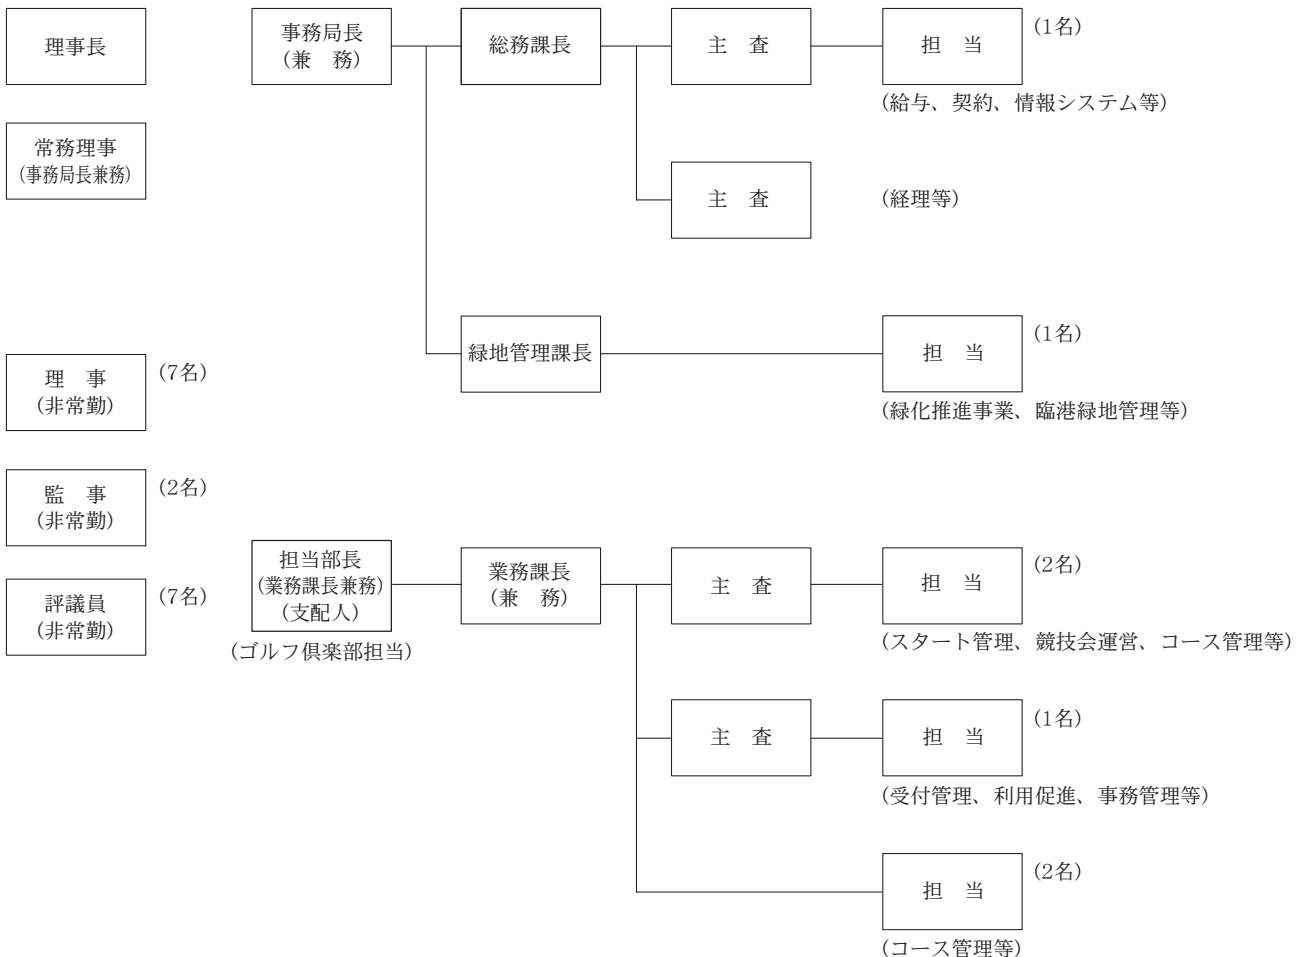 理事長
常務理事
(事務局長兼務)
理　事
(非常勤)
(7名)
監　事
(非常勤)
(2名)
評議員
(非常勤)
(7名)
事務局長
(兼　務)
総務課長
主　査
担　当
(1名)
(給与、契約、情報システム等)
主　査
(経理等)
緑地管理課長
担　当
(1名)
(緑化推進事業、臨港緑地管理等)
担当部長
(業務課長兼務)
(支配人)
(ゴルフ倶楽部担当)
業務課長
(兼　務)
主　査
担　当
(2名)
(スタート管理、競技会運営、コース管理等)
主　査
担　当
(1名)
(受付管理、利用促進、事務管理等)
担　当
(2名)
(コース管理等)